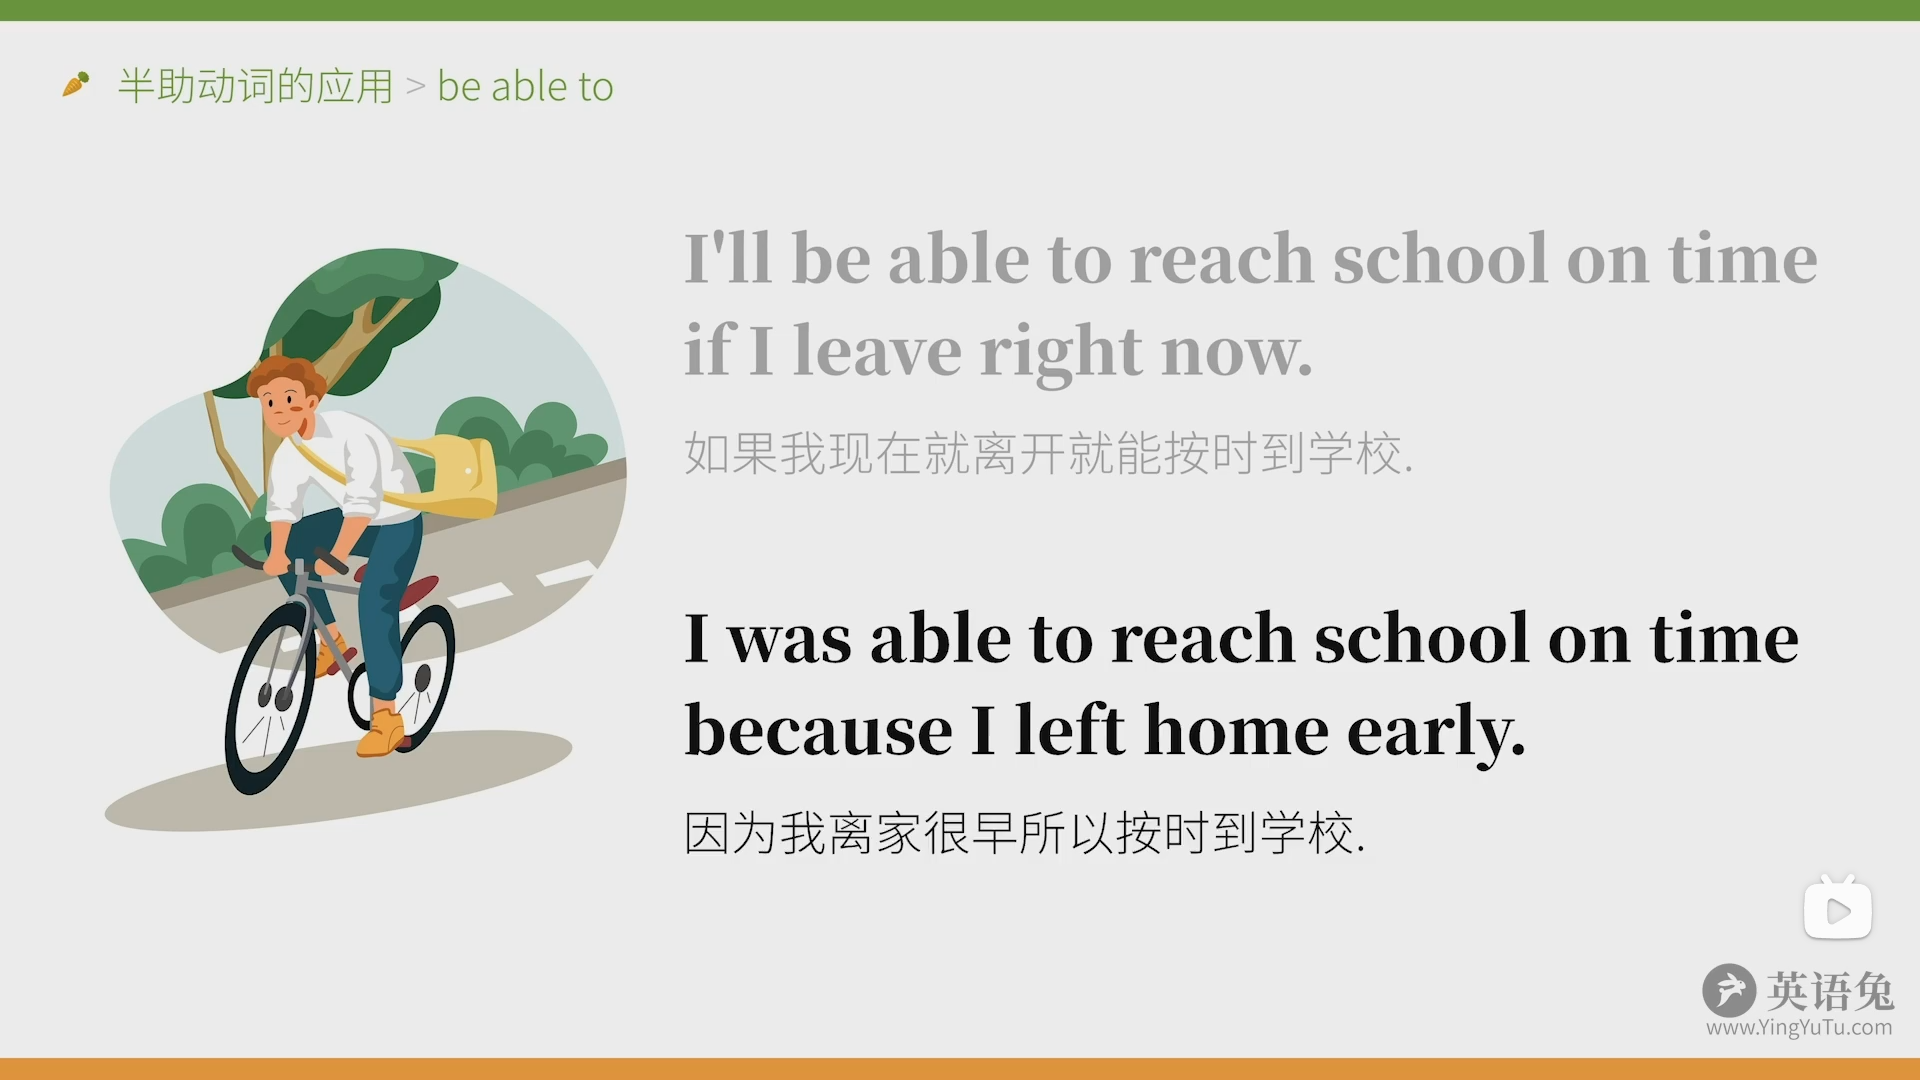 半助动词的应用 > be able to
I'll be able to reach school on time
if I leave right now.
如果我现在就离开就能按时到学校.
I was able to reach school on time
because I left home early.
因为我离家很早所以按时到学校.
英语兔
www.YingYuTu.com